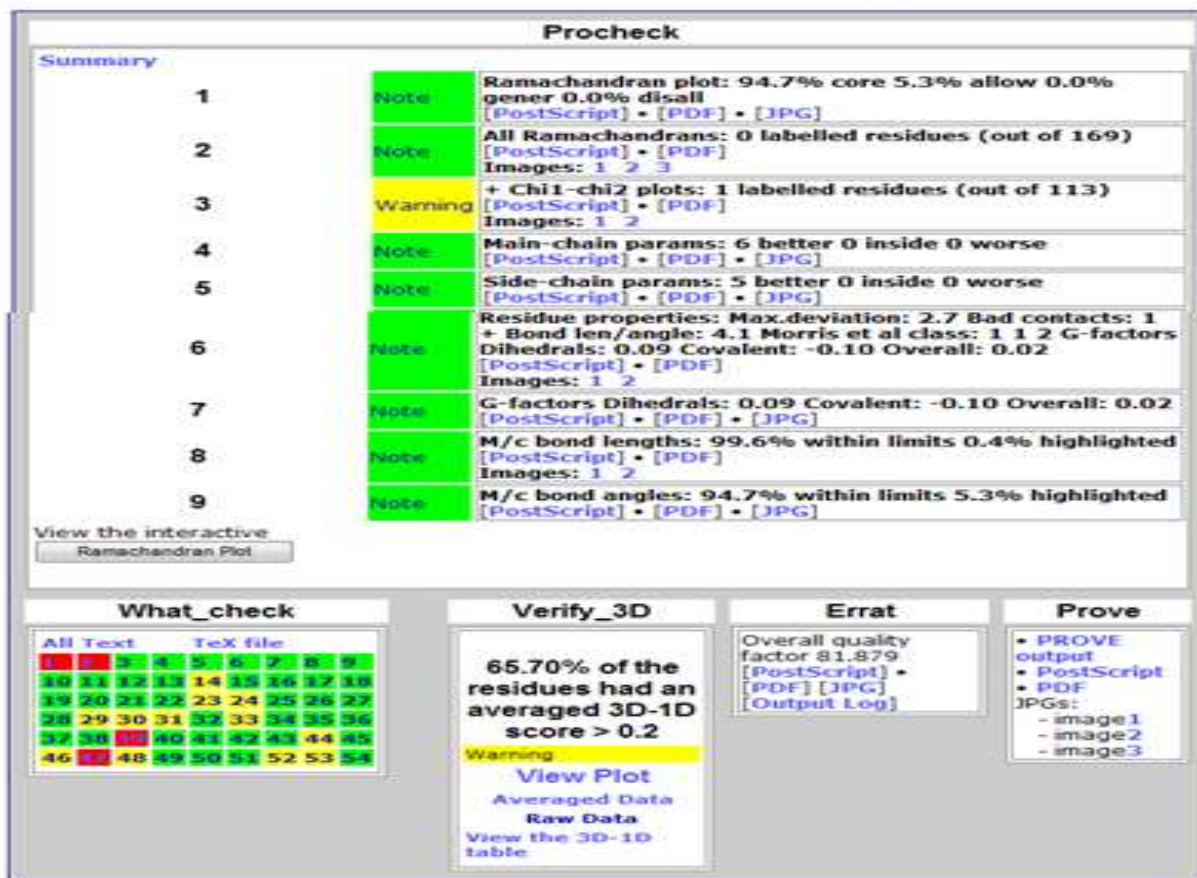 Procheck
Summary
1 Note Ramachandran plot: 94.7% core 5.3% allow 0.0%
gener 0.0% disall
[PostScript] • [PDF] • [JPG]
2 Note All Ramachandrans: 0 labelled residues (out of 169)
[PostScript] • [PDF]
Images: 1 2 3
3 Warning + Chi1-chi2 plots: 1 labelled residues (out of 113)
[PostScript] • [PDF]
Images: 1 2
4 Note Main-chain params: 6 better 0 inside 0 worse
[PostScript] • [PDF] • [JPG]
5 Note Side-chain params: 5 better 0 inside 0 worse
[PostScript] • [PDF] • [JPG]
6 Note Residue properties: Max.deviation: 2.7 Bad contacts: 1
+ Bond len/angle: 4.1 Morris et al class: 1 1 2 G-factors
Dihedrals: 0.09 Covalent: -0.10 Overall: 0.02
[PostScript] • [PDF]
Images: 1 2
7 Note G-factors Dihedrals: 0.09 Covalent: -0.10 Overall: 0.02
[PostScript] • [PDF] • [JPG]
8 Note M/c bond lengths: 99.6% within limits 0.4% highlighted
[PostScript] • [PDF]
Images: 1 2
9 Note M/c bond angles: 94.7% within limits 5.3% highlighted
[PostScript] • [PDF] • [JPG]
View the interactive
Ramachandran Plot
What_check
All Text TeX file
1 2 3 4 5 6 7 8 9
10 11 12 13 14 15 16 17 18
19 20 21 22 23 24 25 26 27
28 29 30 31 32 33 34 35 36
37 38 39 40 41 42 43 44 45
46 47 48 49 50 51 52 53 54
Verify_3D
65.70% of the
residues had an
averaged 3D-1D
score > 0.2
Warning
View Plot
Averaged Data
Raw Data
View the 3D-1D
table
Errat
Overall quality
factor 81.879
[PostScript] •
[PDF] [JPG]
[Output Log]
Prove
• PROVE
output
• PostScript
• PDF
JPGs:
- image1
- image2
- image3